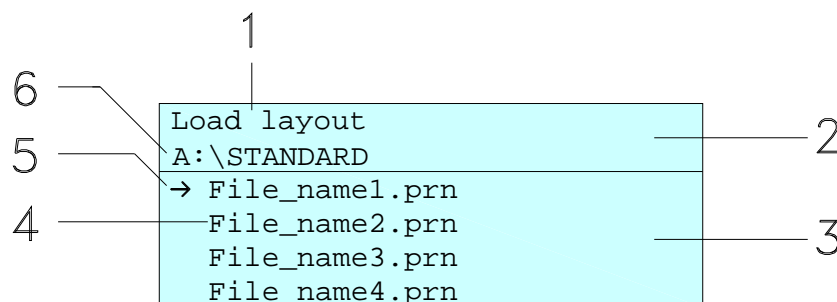 1
6
Load layout
2
5
A:\STANDARD
→ File_name1.prn
4
File_name2.prn
3
File_name3.prn
File_name4.prn